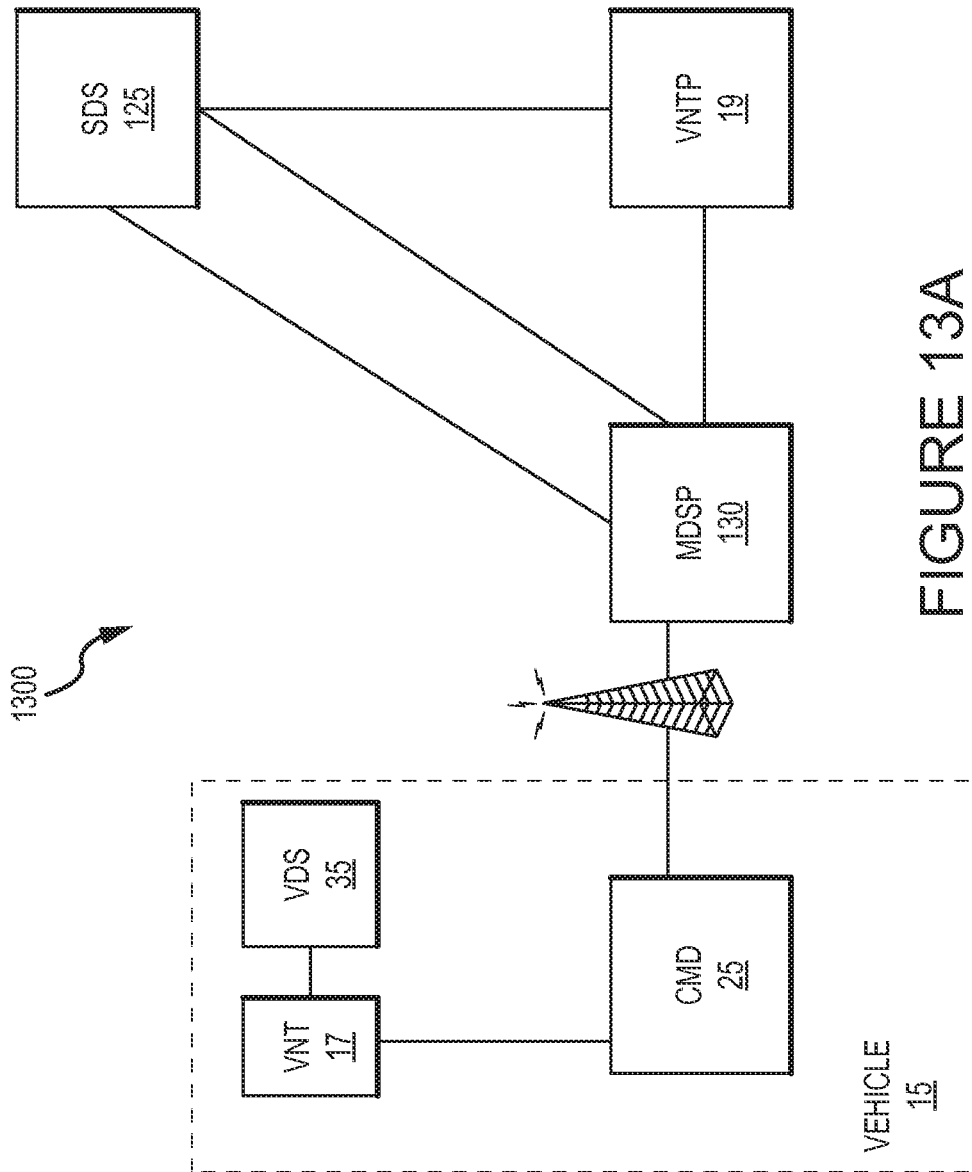 1300
VEHICLE
15
VNT
17
VDS
35
CMD
25
MDSP
130
SDS
125
VNTP
19
FIGURE 13A